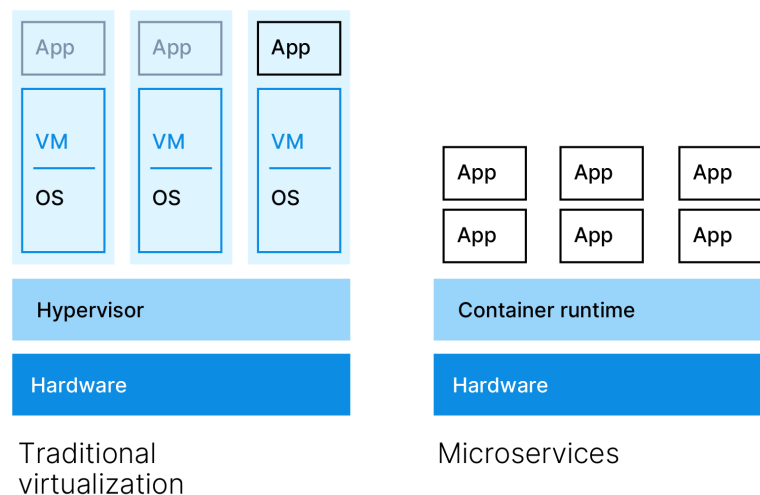 App
App
App
VM
VM
VM
OS
OS
OS
Hypervisor
Hardware
Traditional
virtualization
App
App
App
App
App
App
Container runtime
Hardware
Microservices